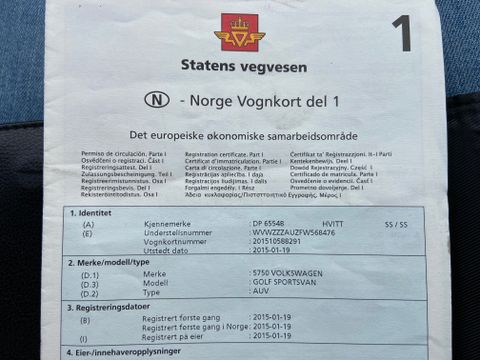 1
Statens vegvesen
N - Norge Vognkort del 1
Det europeiske økonomiske samarbeidsområde
Permiso de circulación. Parte I
Osvědčení o registraci. Část I
Registreringsattest. Del I
Zulassungsbescheinigung. Teil I
Registreerimistunnistus. Osa I
Registreringsbevis. Del I
Rekisteröintitodistus. Osa I
Registration certificate. Part I
Certificat d'immatriculation. Partie I
Carta di circolazione. Parte I
Reģistrācijas apliecība. I daļa
Registracijos liudijimas. I dalis
Forgalmi engedély. I Rész
Άδεια κυκλοφορίας/Πιστοποιητικό Εγγραφής, Μέρος I
Certifikat ta' Reġistrazzjoni. It-I Parti
Kentekenbewijs. Deel I
Dowód Rejestracyjny. Część I
Certificado de matrícula. Parte I
Osvedčenie o evidencii. Časť I
Prometno dovoljenje. Del I
1. Identitet
(A) Kjennemerke : DP 65548 HVITT SS / SS
(E) Understellsnummer : WVWZZZAUZFW568476
Vognkortnummer : 201510588291
Utstedt dato : 2015-01-19
2. Merke/modell/type
(D.1) Merke : 5750 VOLKSWAGEN
(D.3) Modell : GOLF SPORTSVAN
(D.2) Type : AUV
3. Registreringsdatoer
(B) Registrert første gang : 2015-01-19
Registrert første gang i Norge : 2015-01-19
(I) Registrert på eier : 2015-01-19
4. Eier-/innehaveropplysninger